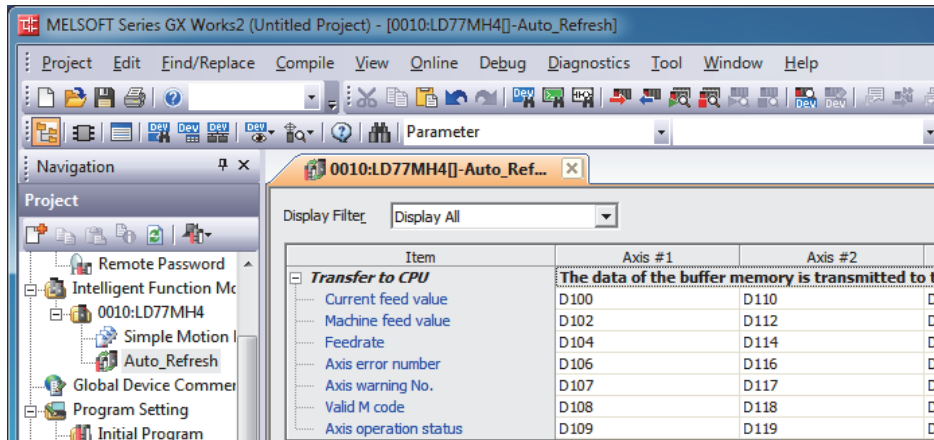 MELSOFT Series GX Works2 (Untitled Project) - [0010:LD77MH4[]-Auto_Refresh]
Project Edit Find/Replace Compile View Online Debug Diagnostics Tool Window Help
Parameter
Navigation
0010:LD77MH4[]-Auto_Ref...
Project
Display Filter Display All
Remote Password
Intelligent Function Mo
0010:LD77MH4
Simple Motion
Auto_Refresh
Global Device Commer
Program Setting
Initial Program
Item Axis #1 Axis #2
Transfer to CPU The data of the buffer memory is transmitted to
Current feed value D100 D110
Machine feed value D102 D112
Feedrate D104 D114
Axis error number D106 D116
Axis warning No. D107 D117
Valid M code D108 D118
Axis operation status D109 D119